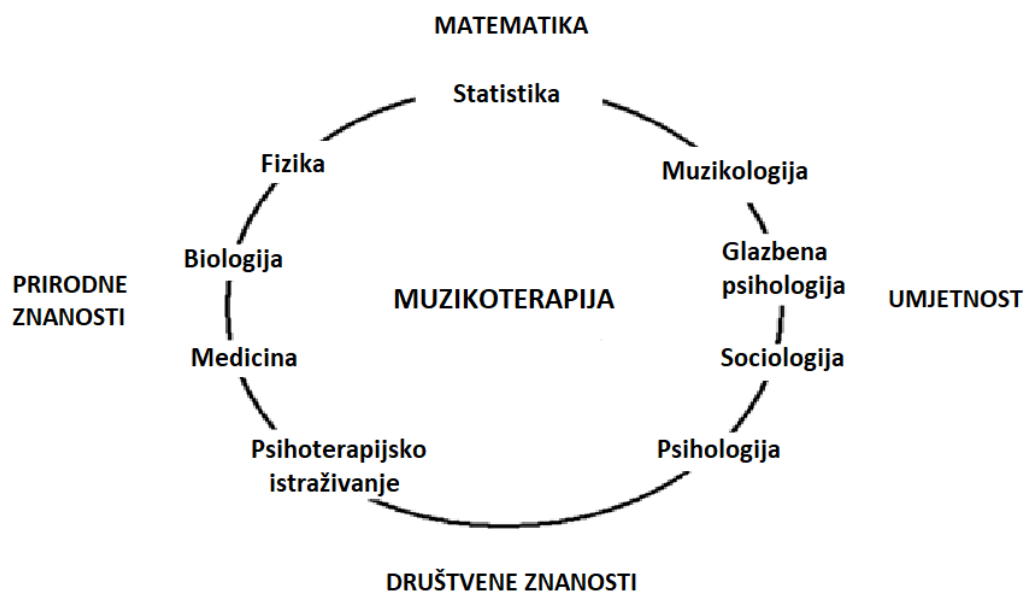 MATEMATIKA
Statistika
Fizika
Muzikologija
Biologija
Glazbena
psihologija
PRIRODNE
ZNANOSTI
MUZIKOTERAPIJA
UMJETNOST
Medicina
Sociologija
Psihoterapijsko
istraživanje
Psihologija
DRUŠTVENE ZNANOSTI